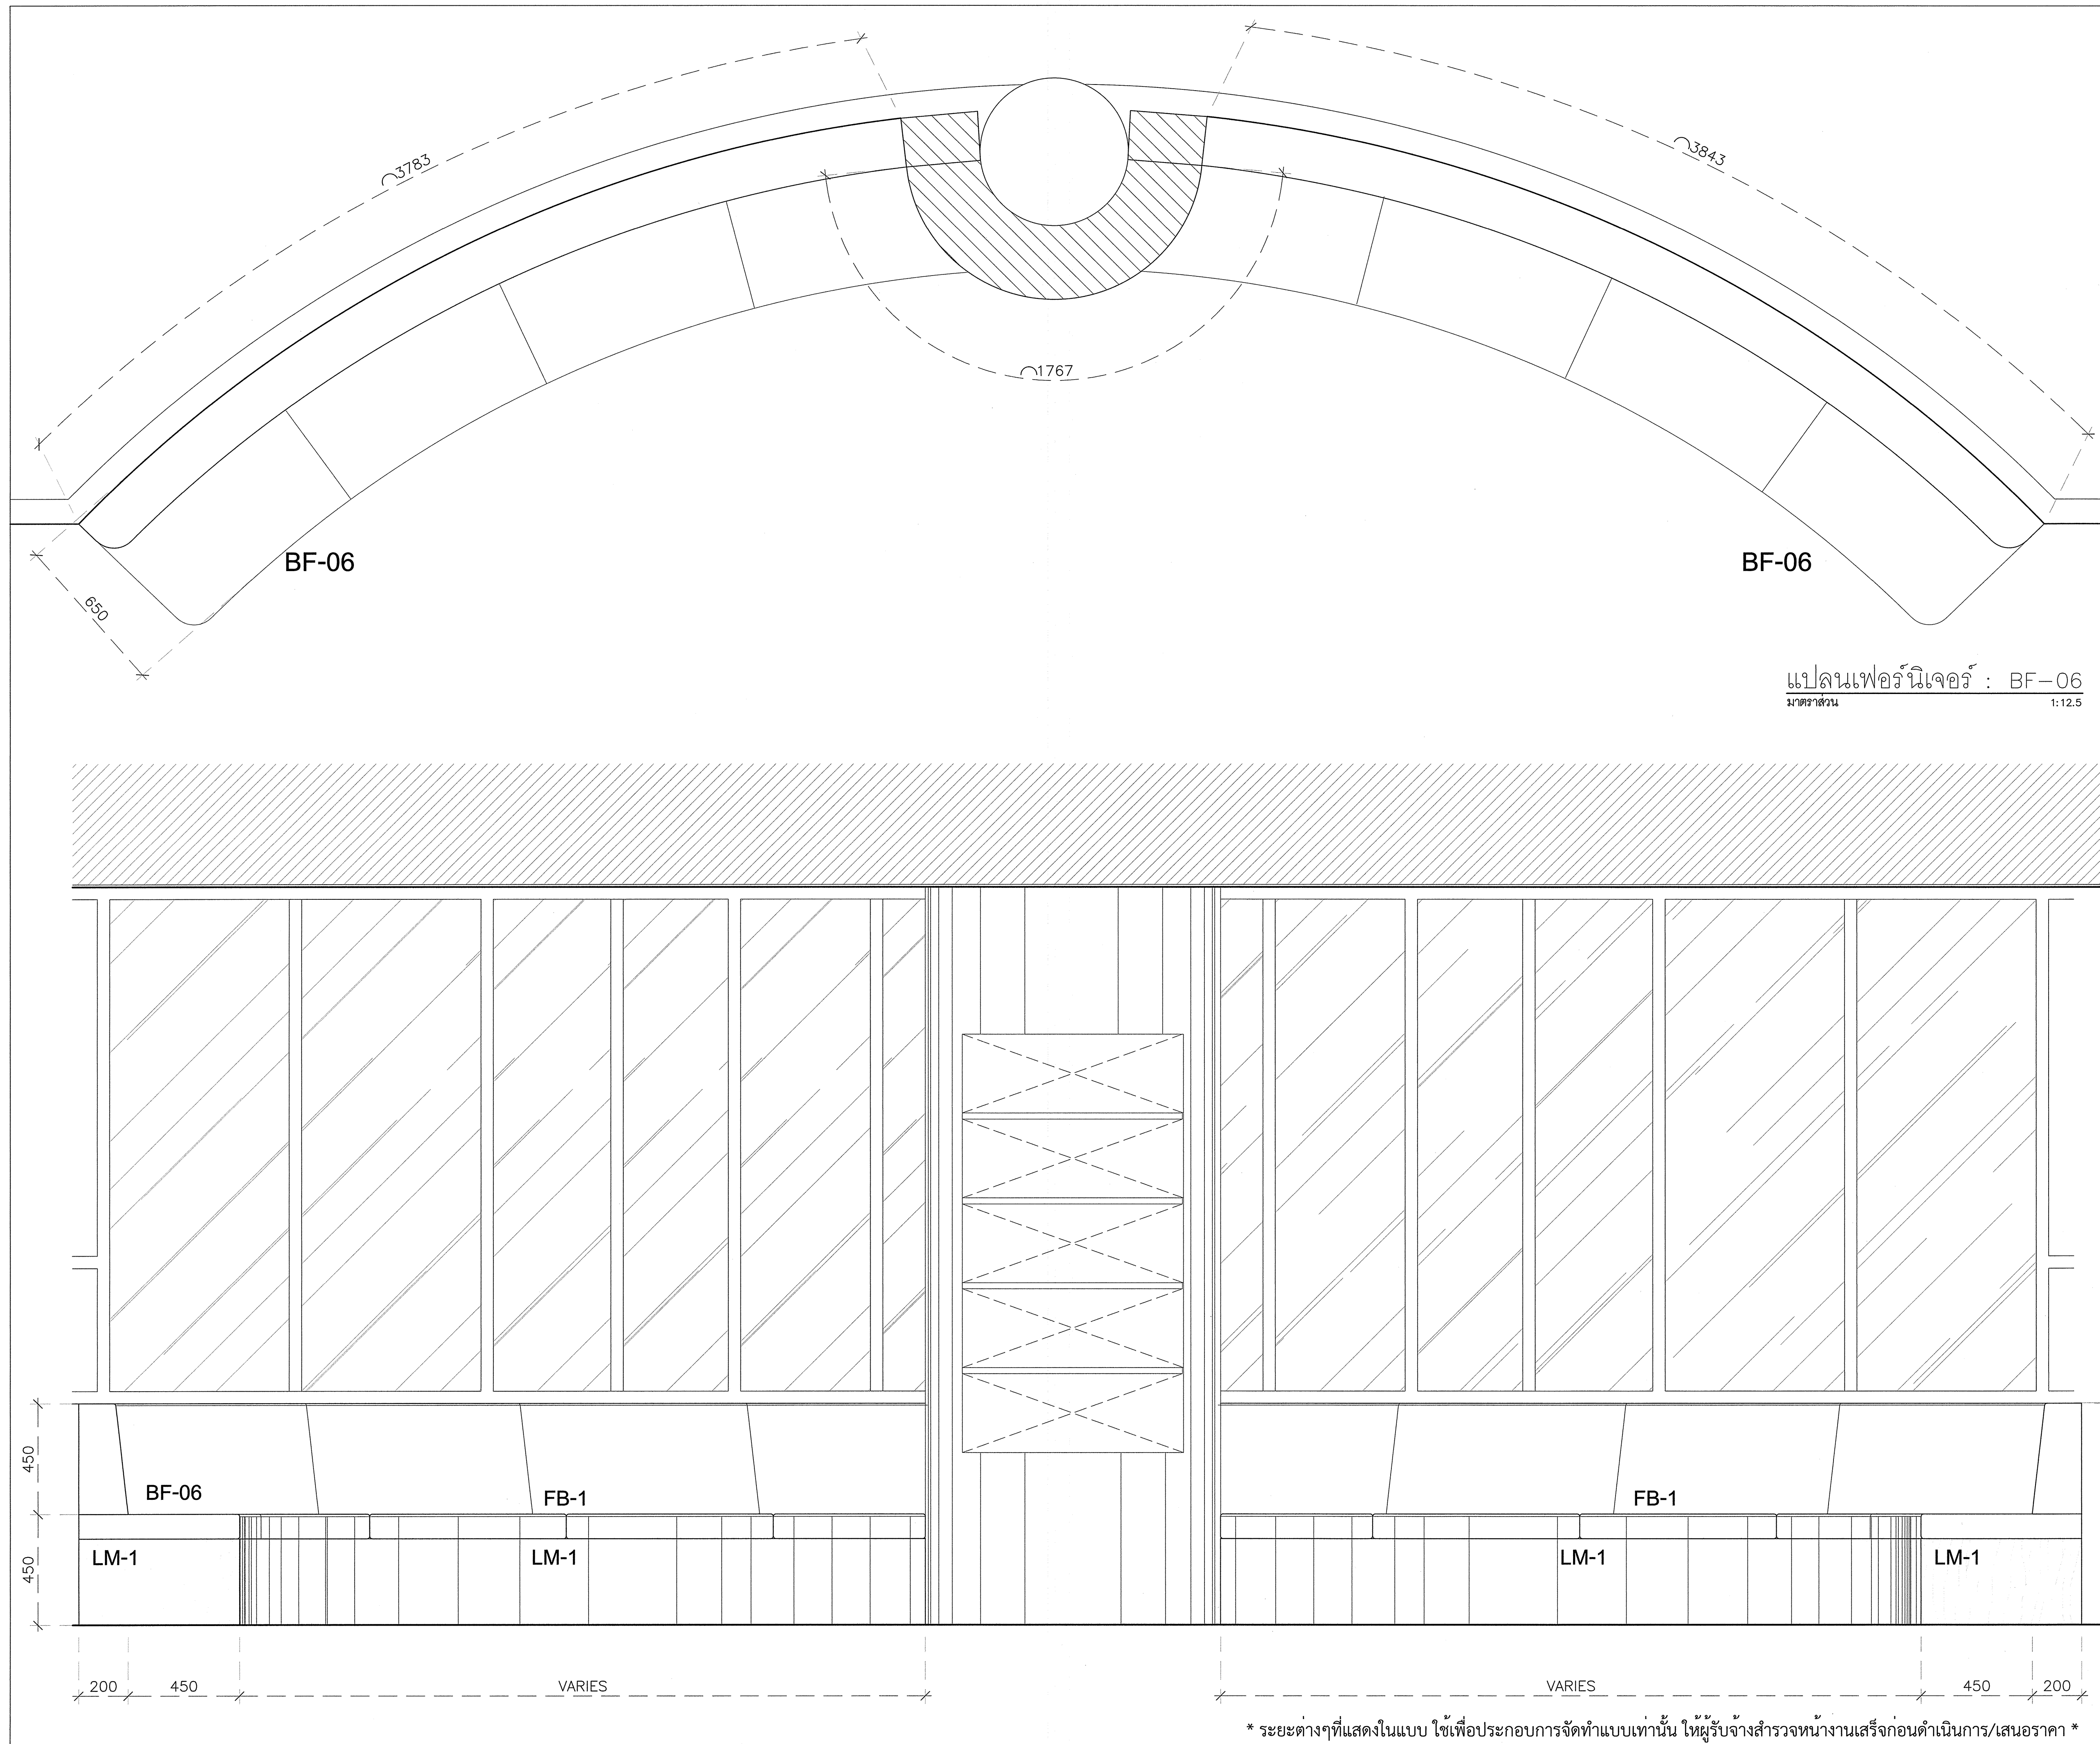 ⌒3783
⌒3843
⌒1767
650
BF-06
BF-06
แปลนเฟอร์นิเจอร์ : BF-06
มาตราส่วน 1:12.5
450
BF-06
FB-1
FB-1
450
LM-1
LM-1
LM-1
LM-1
200 450 VARIES VARIES 450 200
* ระยะต่างๆที่แสดงในแบบ ใช้เพื่อประกอบการจัดทำแบบเท่านั้น ให้ผู้รับจ้างสำรวจหน้างานเสร็จก่อนดำเนินการ/เสนอราคา *